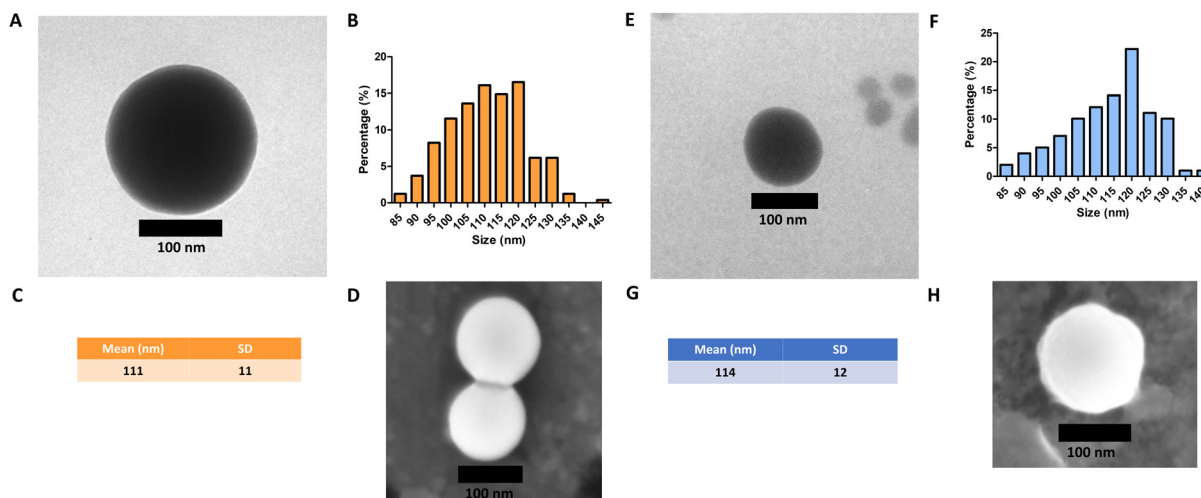 A
100 nm
B
Percentage (%)
20
15
10
5
0
85 90 95 100 105 110 115 120 125 130 135 140 145
Size (nm)
C
Mean (nm) SD
111 11
D
100 nm
E
100 nm
F
Percentage (%)
25
20
15
10
5
0
85 90 95 100 105 110 115 120 125 130 135
Size (nm)
G
Mean (nm) SD
114 12
H
100 nm